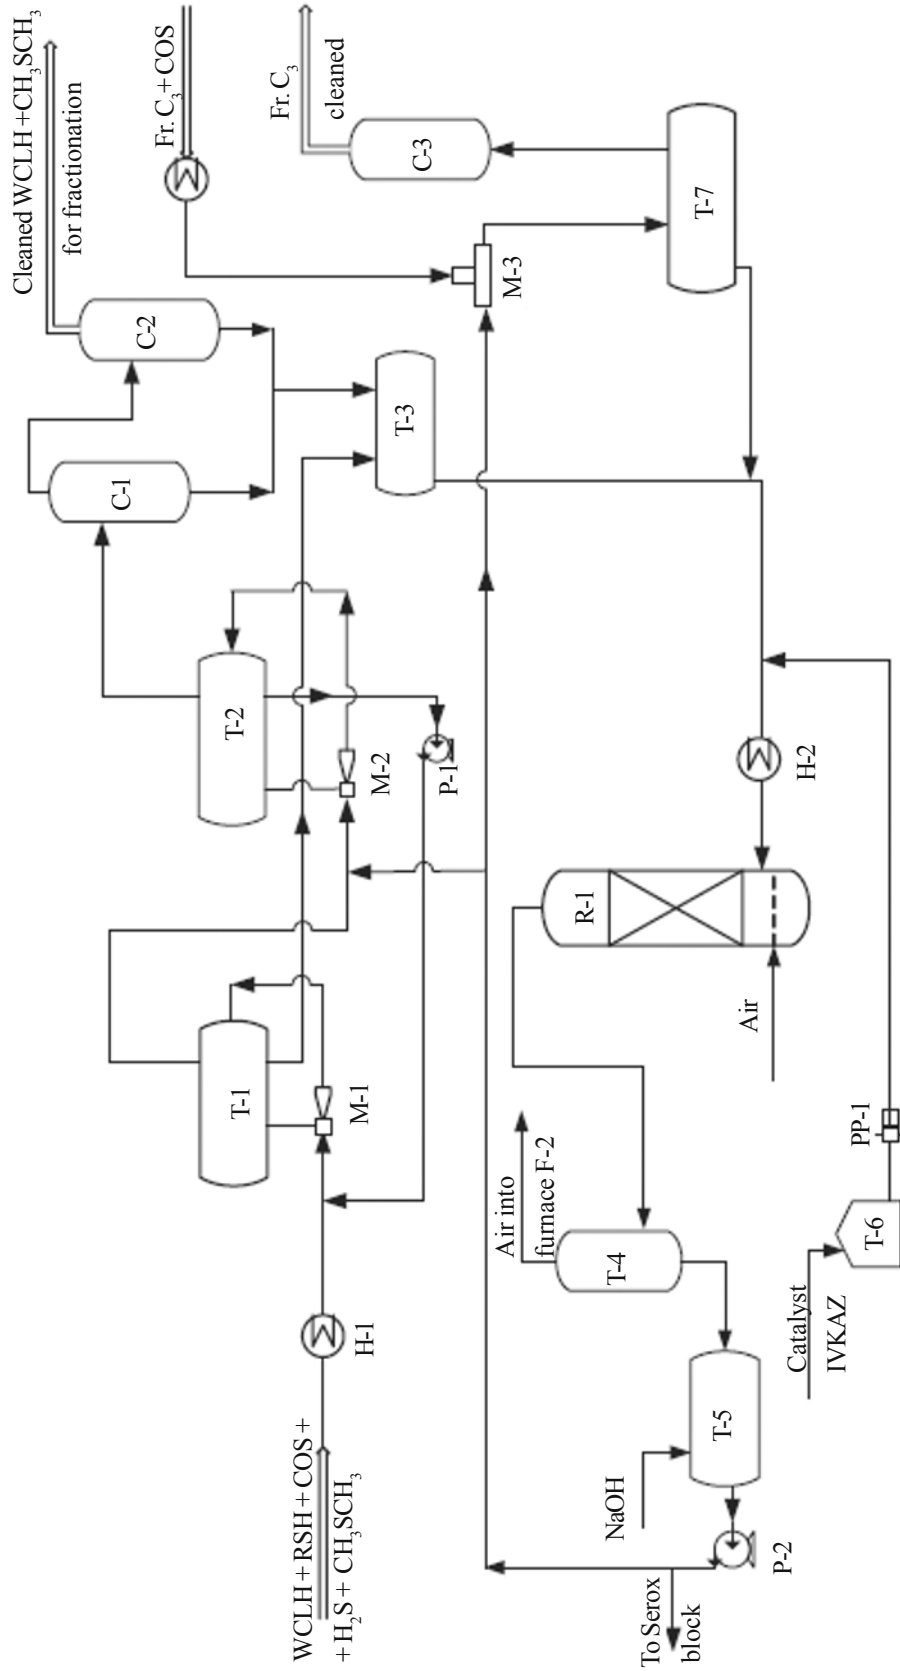 WCLH + RSH + COS +
+ H₂S + CH₃SCH₃
H-1
M-1
T-1
M-2
T-2
P-1
C-1
C-2
Cleaned WCLH + CH₃SCH₃
for fractionation
T-3
Fr. C₃ + COS
M-3
Fr. C₃
cleaned
C-3
T-7
To Serox
block
P-2
NaOH
T-5
T-4
Air into
furnace F-2
Air
R-1
H-2
Catalyst
IVKAZ
T-6
PP-1